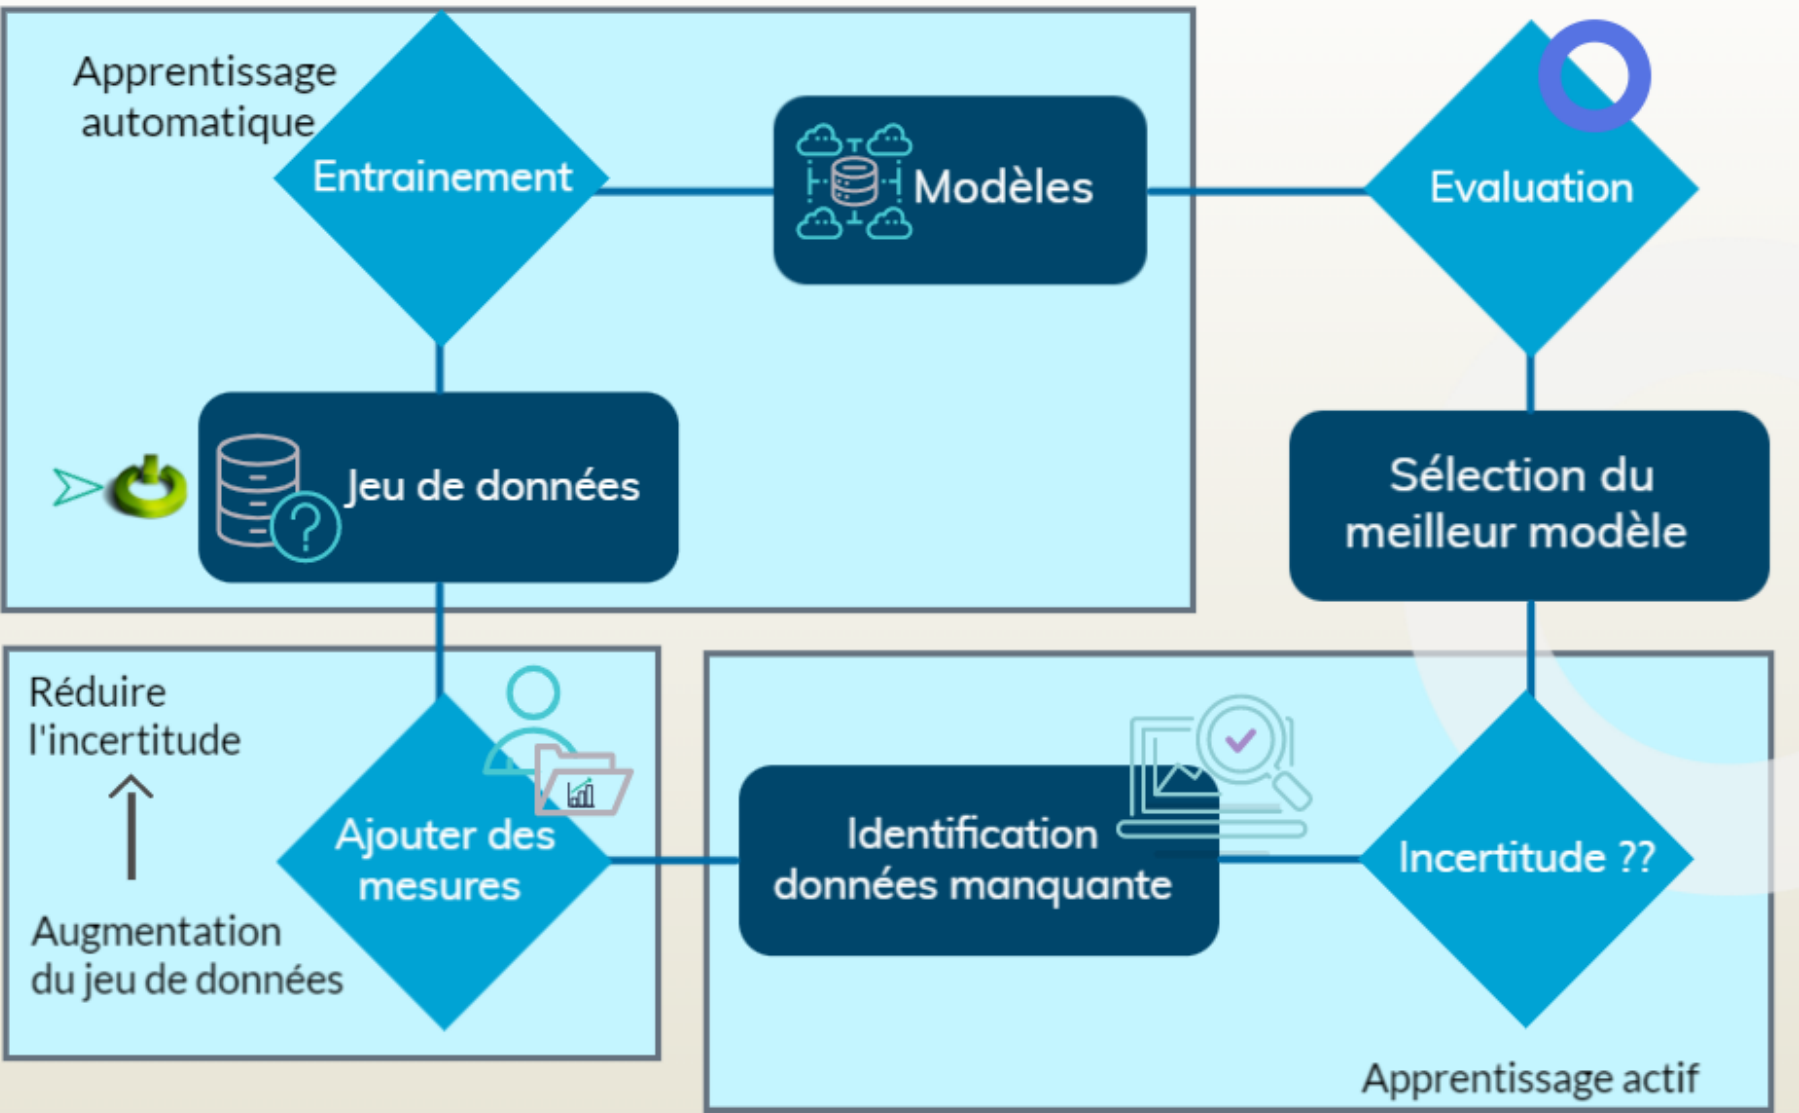 Apprentissage
automatique
Entrainement
Modèles
Evaluation
Jeu de données
Sélection du
meilleur modèle
Réduire
l'incertitude
Augmentation
du jeu de données
Ajouter des
mesures
Identification
données manquante
Incertitude ??
Apprentissage actif